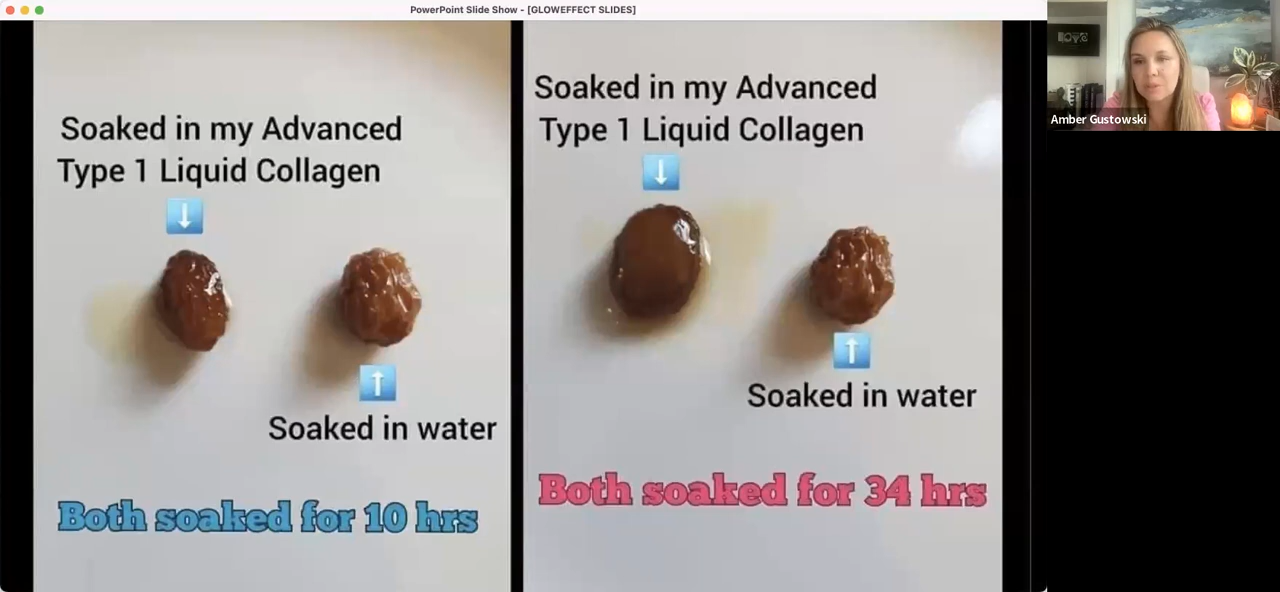 PowerPoint Slide Show - [GLOWEFFECT SLIDES]
Soaked in my Advanced
Type 1 Liquid Collagen
Soaked in water
Both soaked for 10 hrs
Soaked in my Advanced
Type 1 Liquid Collagen
Soaked in water
Both soaked for 34 hrs
LOVE
Amber Gustowski